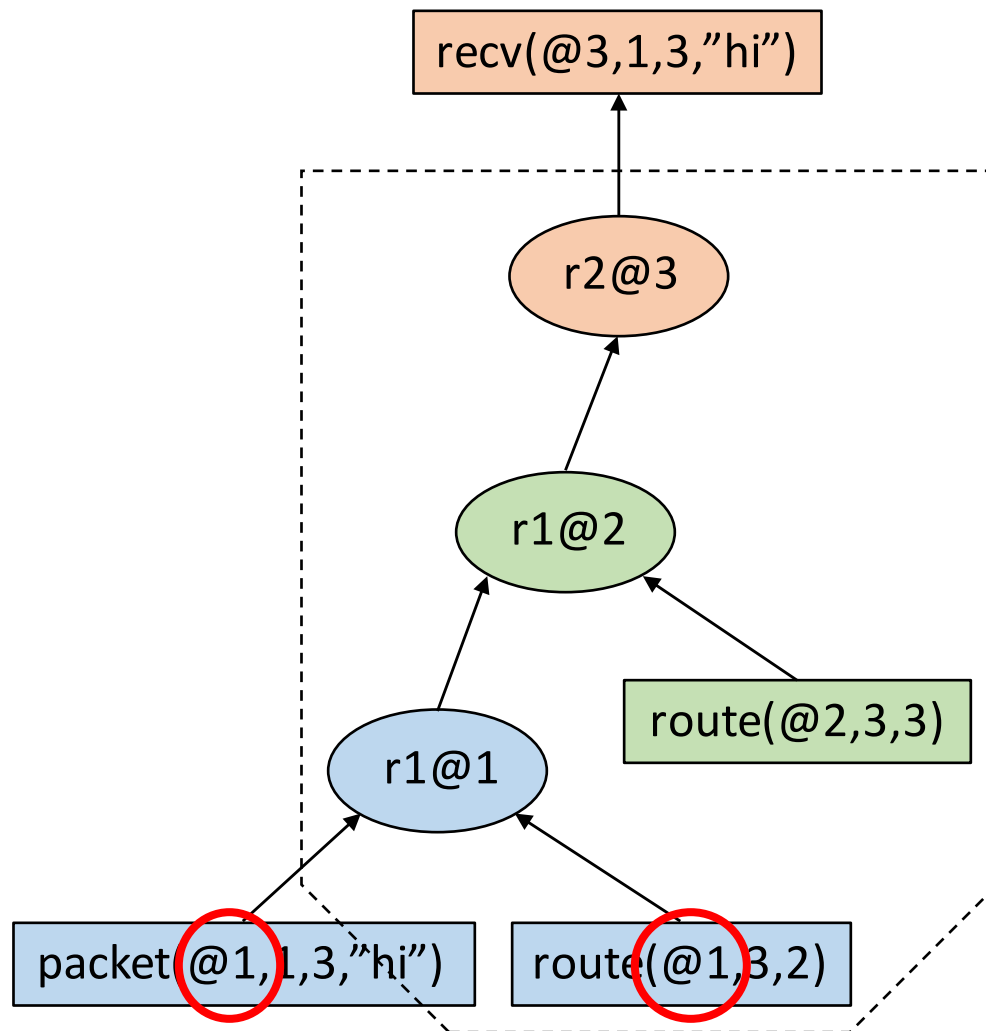 recv(@3,1,3,”hi”)
r2@3
r1@2
route(@2,3,3)
r1@1
packet(@1,1,3,”hi”)
route(@1,3,2)